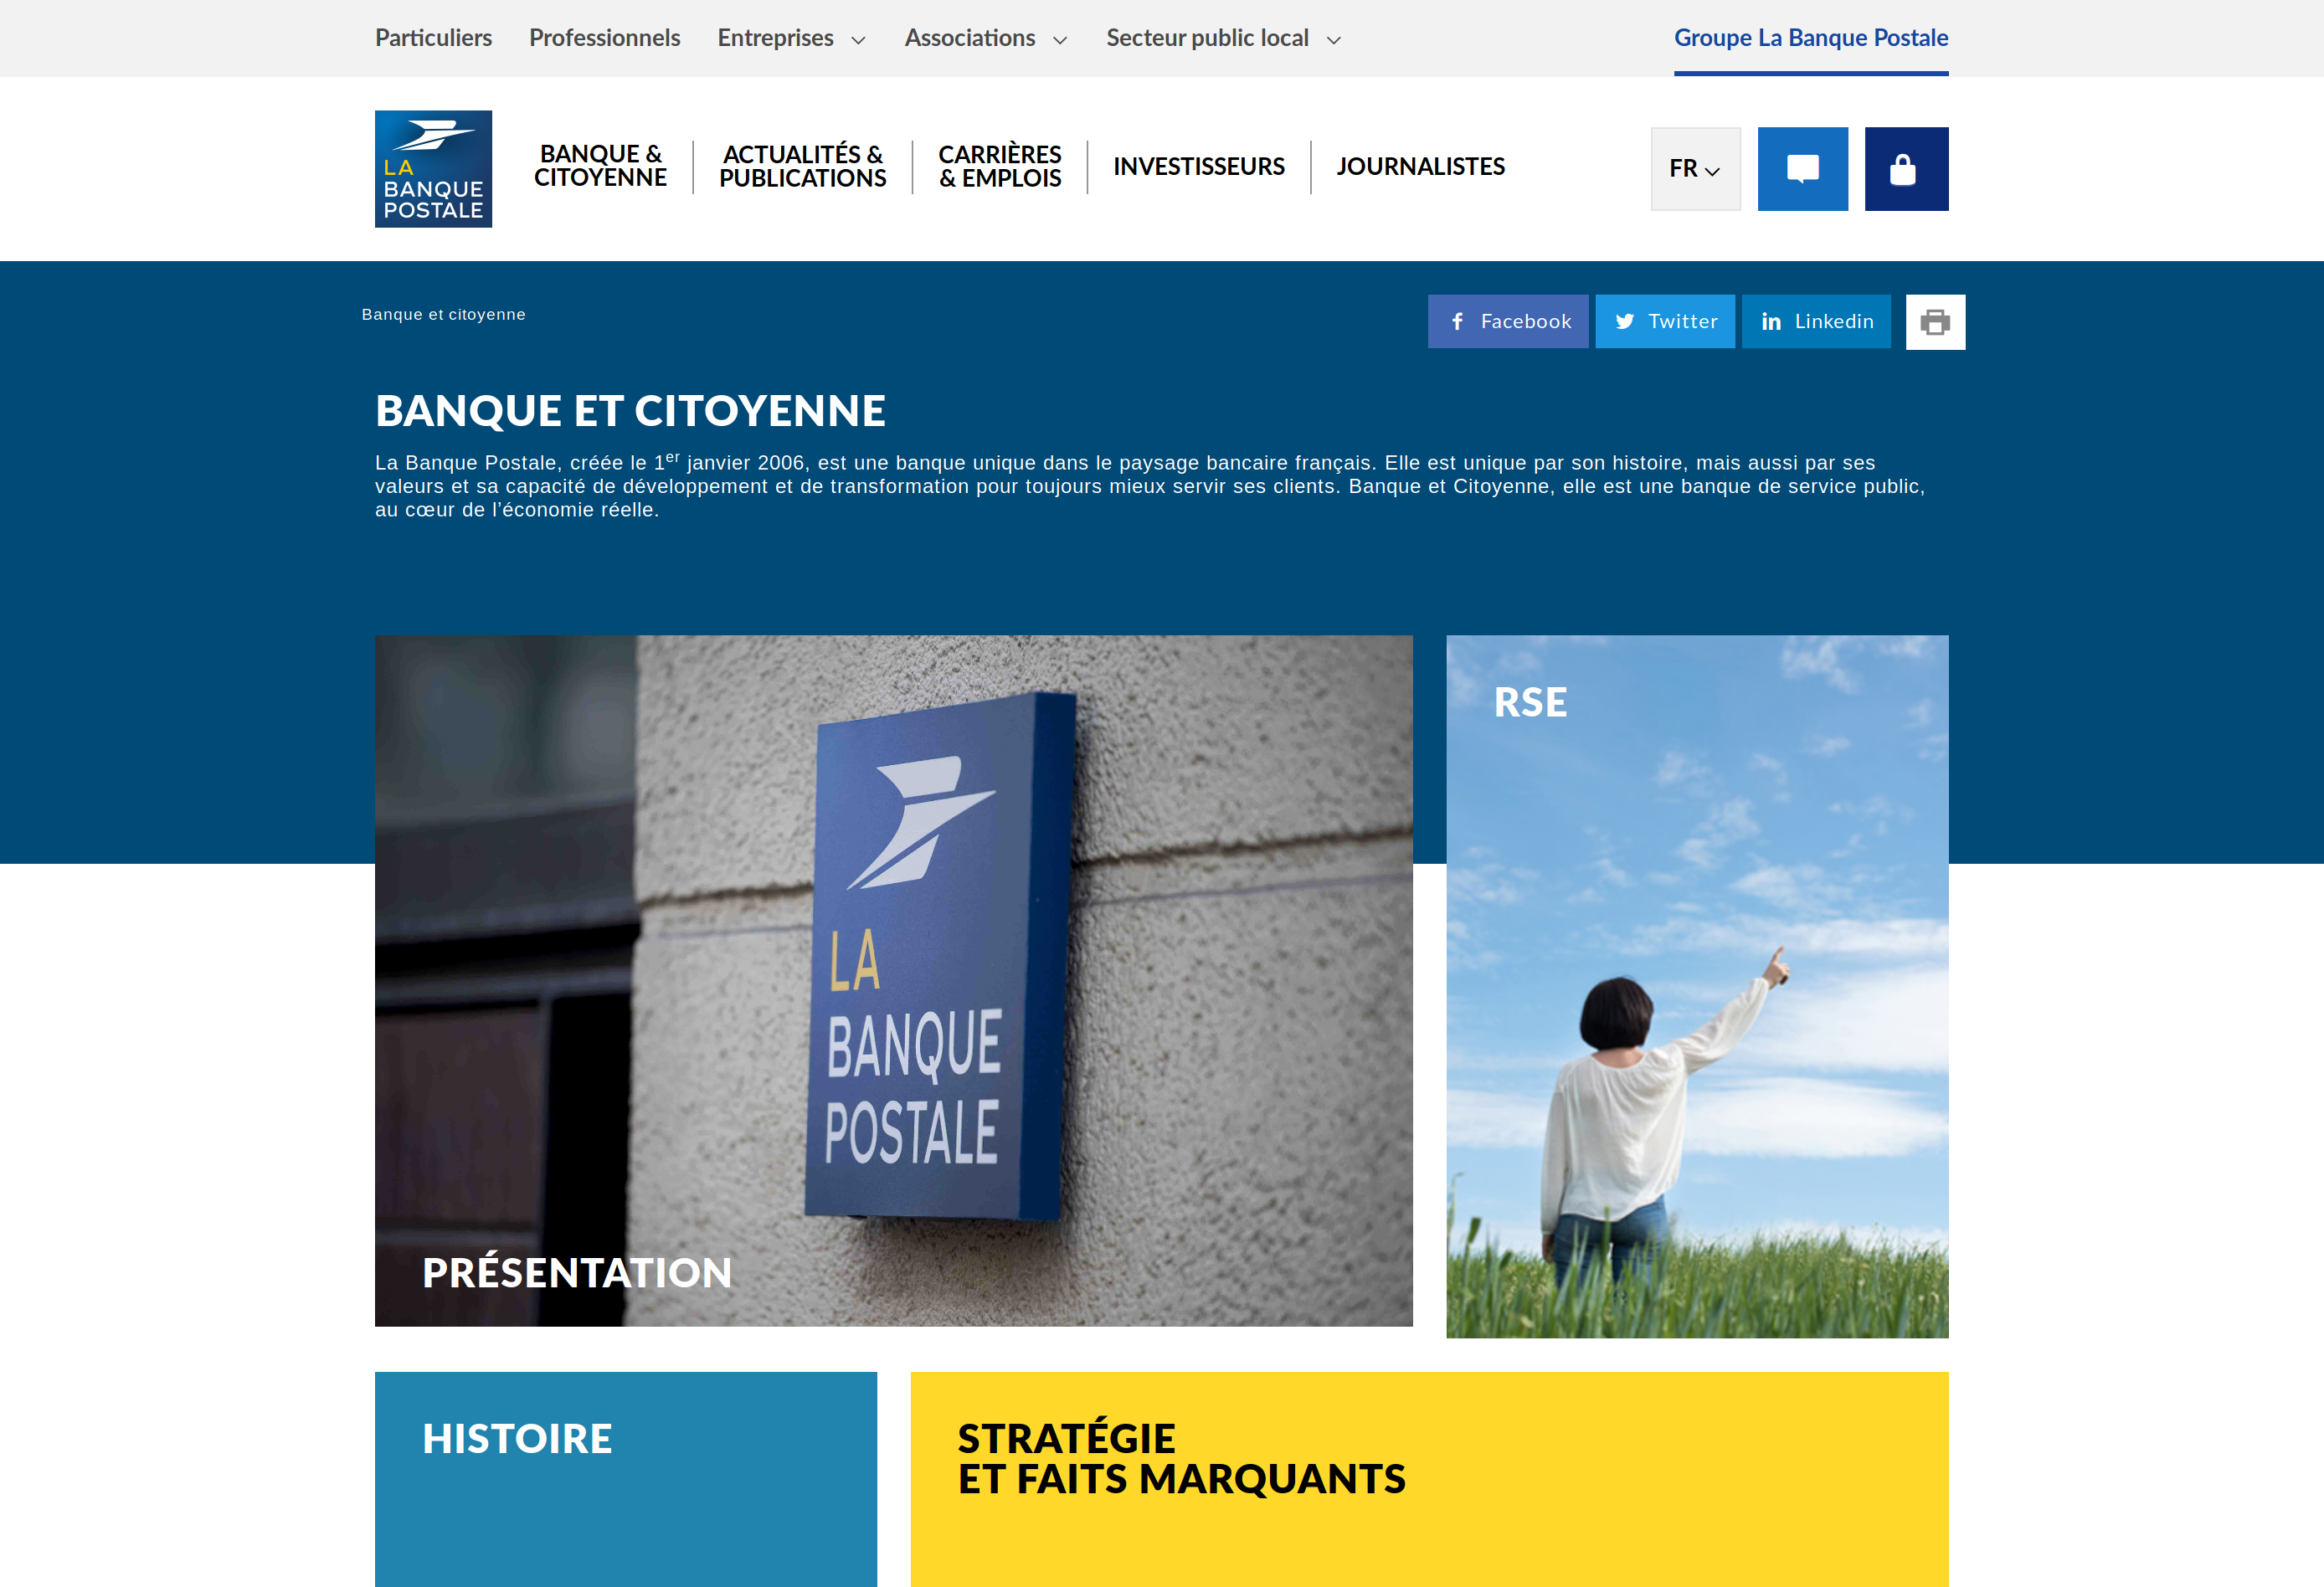 Particuliers Professionnels Entreprises Associations Secteur public local Groupe La Banque Postale
LA
BANQUE
POSTALE
BANQUE &
CITOYENNE
ACTUALITÉS &
PUBLICATIONS
CARRIÈRES
& EMPLOIS
INVESTISSEURS
JOURNALISTES
FR
Banque et citoyenne
Facebook
Twitter
Linkedin
BANQUE ET CITOYENNE
La Banque Postale, créée le 1er janvier 2006, est une banque unique dans le paysage bancaire français. Elle est unique par son histoire, mais aussi par ses
valeurs et sa capacité de développement et de transformation pour toujours mieux servir ses clients. Banque et Citoyenne, elle est une banque de service public,
au cœur de l’économie réelle.
LA
BANQUE
POSTALE
PRÉSENTATION
RSE
HISTOIRE
STRATÉGIE
ET FAITS MARQUANTS